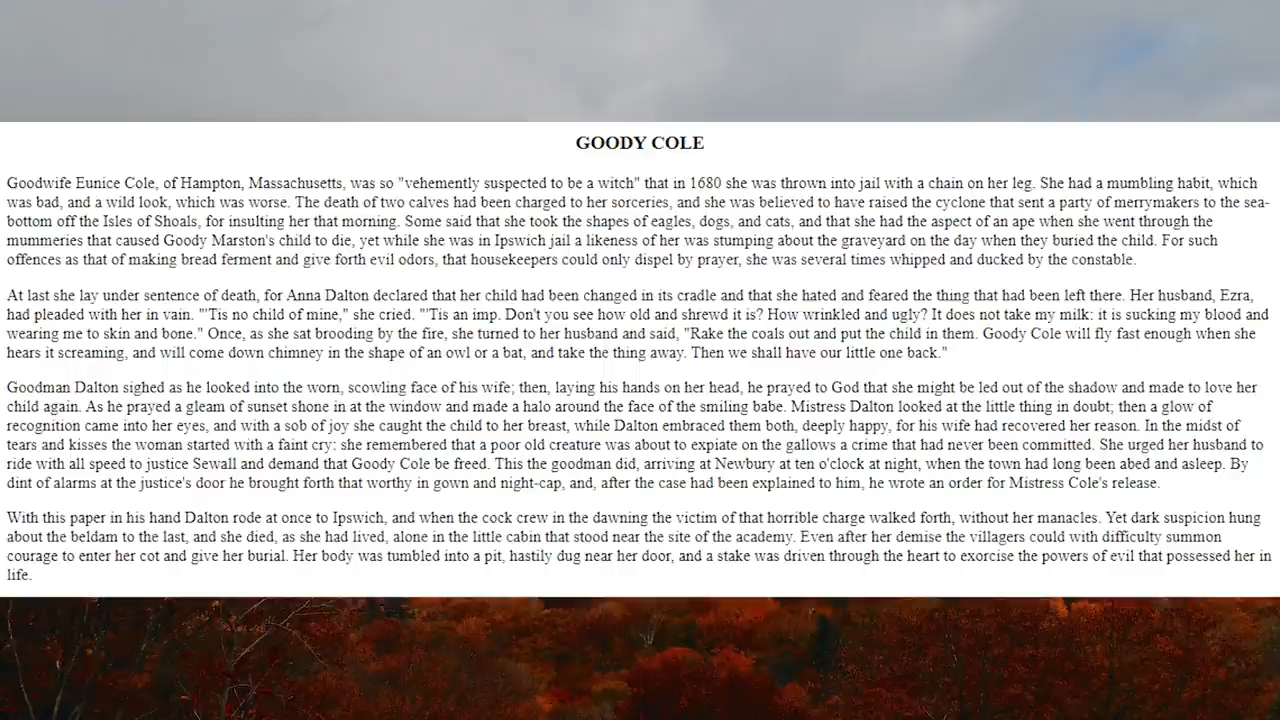 GOODY COLE
Goodwife Eunice Cole, of Hampton, Massachusetts, was so "vehemently suspected to be a witch" that in 1680 she was thrown into jail with a chain on her leg. She had a mumbling habit, which
was bad, and a wild look, which was worse. The death of two calves had been charged to her sorceries, and she was believed to have raised the cyclone that sent a party of merrymakers to the sea-
bottom off the Isles of Shoals, for insulting her that morning. Some said that she took the shapes of eagles, dogs, and cats, and that she had the aspect of an ape when she went through the
mummeries that caused Goody Marston's child to die, yet while she was in Ipswich jail a likeness of her was stumping about the graveyard on the day when they buried the child. For such
offences as that of making bread ferment and give forth evil odors, that housekeepers could only dispel by prayer, she was several times whipped and ducked by the constable.
At last she lay under sentence of death, for Anna Dalton declared that her child had been changed in its cradle and that she hated and feared the thing that had been left there. Her husband, Ezra,
had pleaded with her in vain. "'Tis no child of mine," she cried. "'Tis an imp. Don't you see how old and shrewd it is? How wrinkled and ugly? It does not take my milk: it is sucking my blood and
wearing me to skin and bone." Once, as she sat brooding by the fire, she turned to her husband and said, "Rake the coals out and put the child in them. Goody Cole will fly fast enough when she
hears it screaming, and will come down chimney in the shape of an owl or a bat, and take the thing away. Then we shall have our little one back."
Goodman Dalton sighed as he looked into the worn, scowling face of his wife; then, laying his hands on her head, he prayed to God that she might be led out of the shadow and made to love her
child again. As he prayed a gleam of sunset shone in at the window and made a halo around the face of the smiling babe. Mistress Dalton looked at the little thing in doubt; then a glow of
recognition came into her eyes, and with a sob of joy she caught the child to her breast, while Dalton embraced them both, deeply happy, for his wife had recovered her reason. In the midst of
tears and kisses the woman started with a faint cry: she remembered that a poor old creature was about to expiate on the gallows a crime that had never been committed. She urged her husband to
ride with all speed to justice Sewall and demand that Goody Cole be freed. This the goodman did, arriving at Newbury at ten o'clock at night, when the town had long been abed and asleep. By
dint of alarms at the justice's door he brought forth that worthy in gown and night-cap, and, after the case had been explained to him, he wrote an order for Mistress Cole's release.
With this paper in his hand Dalton rode at once to Ipswich, and when the cock crew in the dawning the victim of that horrible charge walked forth, without her manacles. Yet dark suspicion hung
about the beldam to the last, and she died, as she had lived, alone in the little cabin that stood near the site of the academy. Even after her demise the villagers could with difficulty summon
courage to enter her cot and give her burial. Her body was tumbled into a pit, hastily dug near her door, and a stake was driven through the heart to exorcise the powers of evil that possessed her in
life.